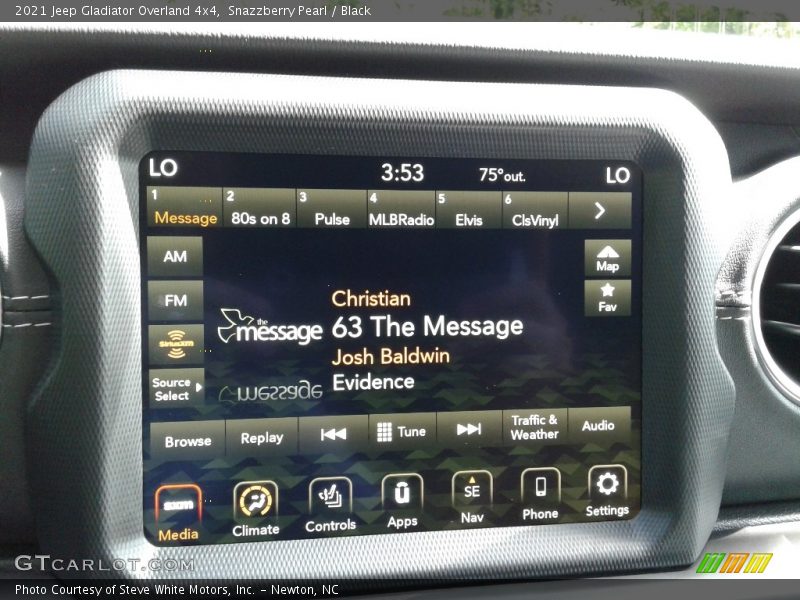 2021 Jeep Gladiator Overland 4x4, Snazzberry Pearl / Black
LO 3:53 75°out. LO
1 Message 2 80s on 8 3 Pulse 4 MLBRadio 5 Elvis 6 ClsVinyl
AM
Map
FM
Fav
SiriusXM
Source Select
the message
Christian
63 The Message
Josh Baldwin
Evidence
message
Browse Replay Tune Traffic & Weather Audio
SE
Media Climate Controls Apps Nav Phone Settings
GTCARLOT.COM
Photo Courtesy of Steve White Motors, Inc. – Newton, NC